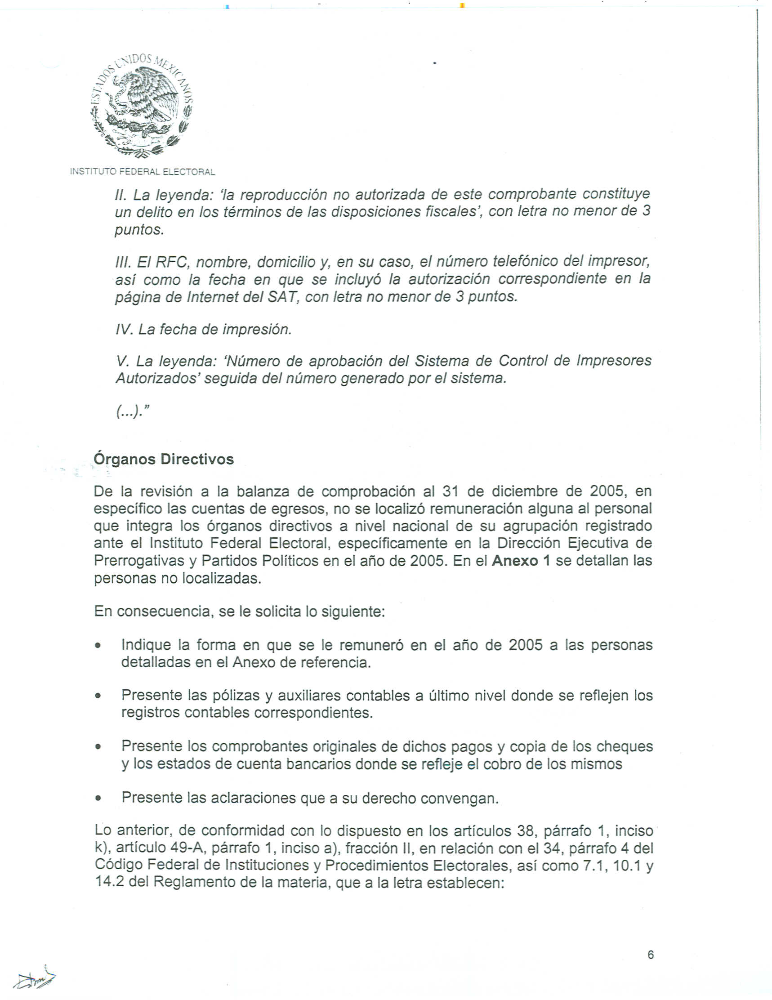 ESTADOS UNIDOS MEXICANOS
INSTITUTO FEDERAL ELECTORAL
II. La leyenda: ‘la reproducción no autorizada de este comprobante constituye
un delito en los términos de las disposiciones fiscales’, con letra no menor de 3
puntos.
III. El RFC, nombre, domicilio y, en su caso, el número telefónico del impresor,
así como la fecha en que se incluyó la autorización correspondiente en la
página de Internet del SAT, con letra no menor de 3 puntos.
IV. La fecha de impresión.
V. La leyenda: ‘Número de aprobación del Sistema de Control de Impresores
Autorizados’ seguida del número generado por el sistema.
(...).”
Órganos Directivos
De la revisión a la balanza de comprobación al 31 de diciembre de 2005, en
específico las cuentas de egresos, no se localizó remuneración alguna al personal
que integra los órganos directivos a nivel nacional de su agrupación registrado
ante el Instituto Federal Electoral, específicamente en la Dirección Ejecutiva de
Prerrogativas y Partidos Políticos en el año de 2005. En el Anexo 1 se detallan las
personas no localizadas.
En consecuencia, se le solicita lo siguiente:
• Indique la forma en que se le remuneró en el año de 2005 a las personas
detalladas en el Anexo de referencia.
• Presente las pólizas y auxiliares contables a último nivel donde se reflejen los
registros contables correspondientes.
• Presente los comprobantes originales de dichos pagos y copia de los cheques
y los estados de cuenta bancarios donde se refleje el cobro de los mismos
• Presente las aclaraciones que a su derecho convengan.
Lo anterior, de conformidad con lo dispuesto en los artículos 38, párrafo 1, inciso
k), artículo 49-A, párrafo 1, inciso a), fracción II, en relación con el 34, párrafo 4 del
Código Federal de Instituciones y Procedimientos Electorales, así como 7.1, 10.1 y
14.2 del Reglamento de la materia, que a la letra establecen:
6